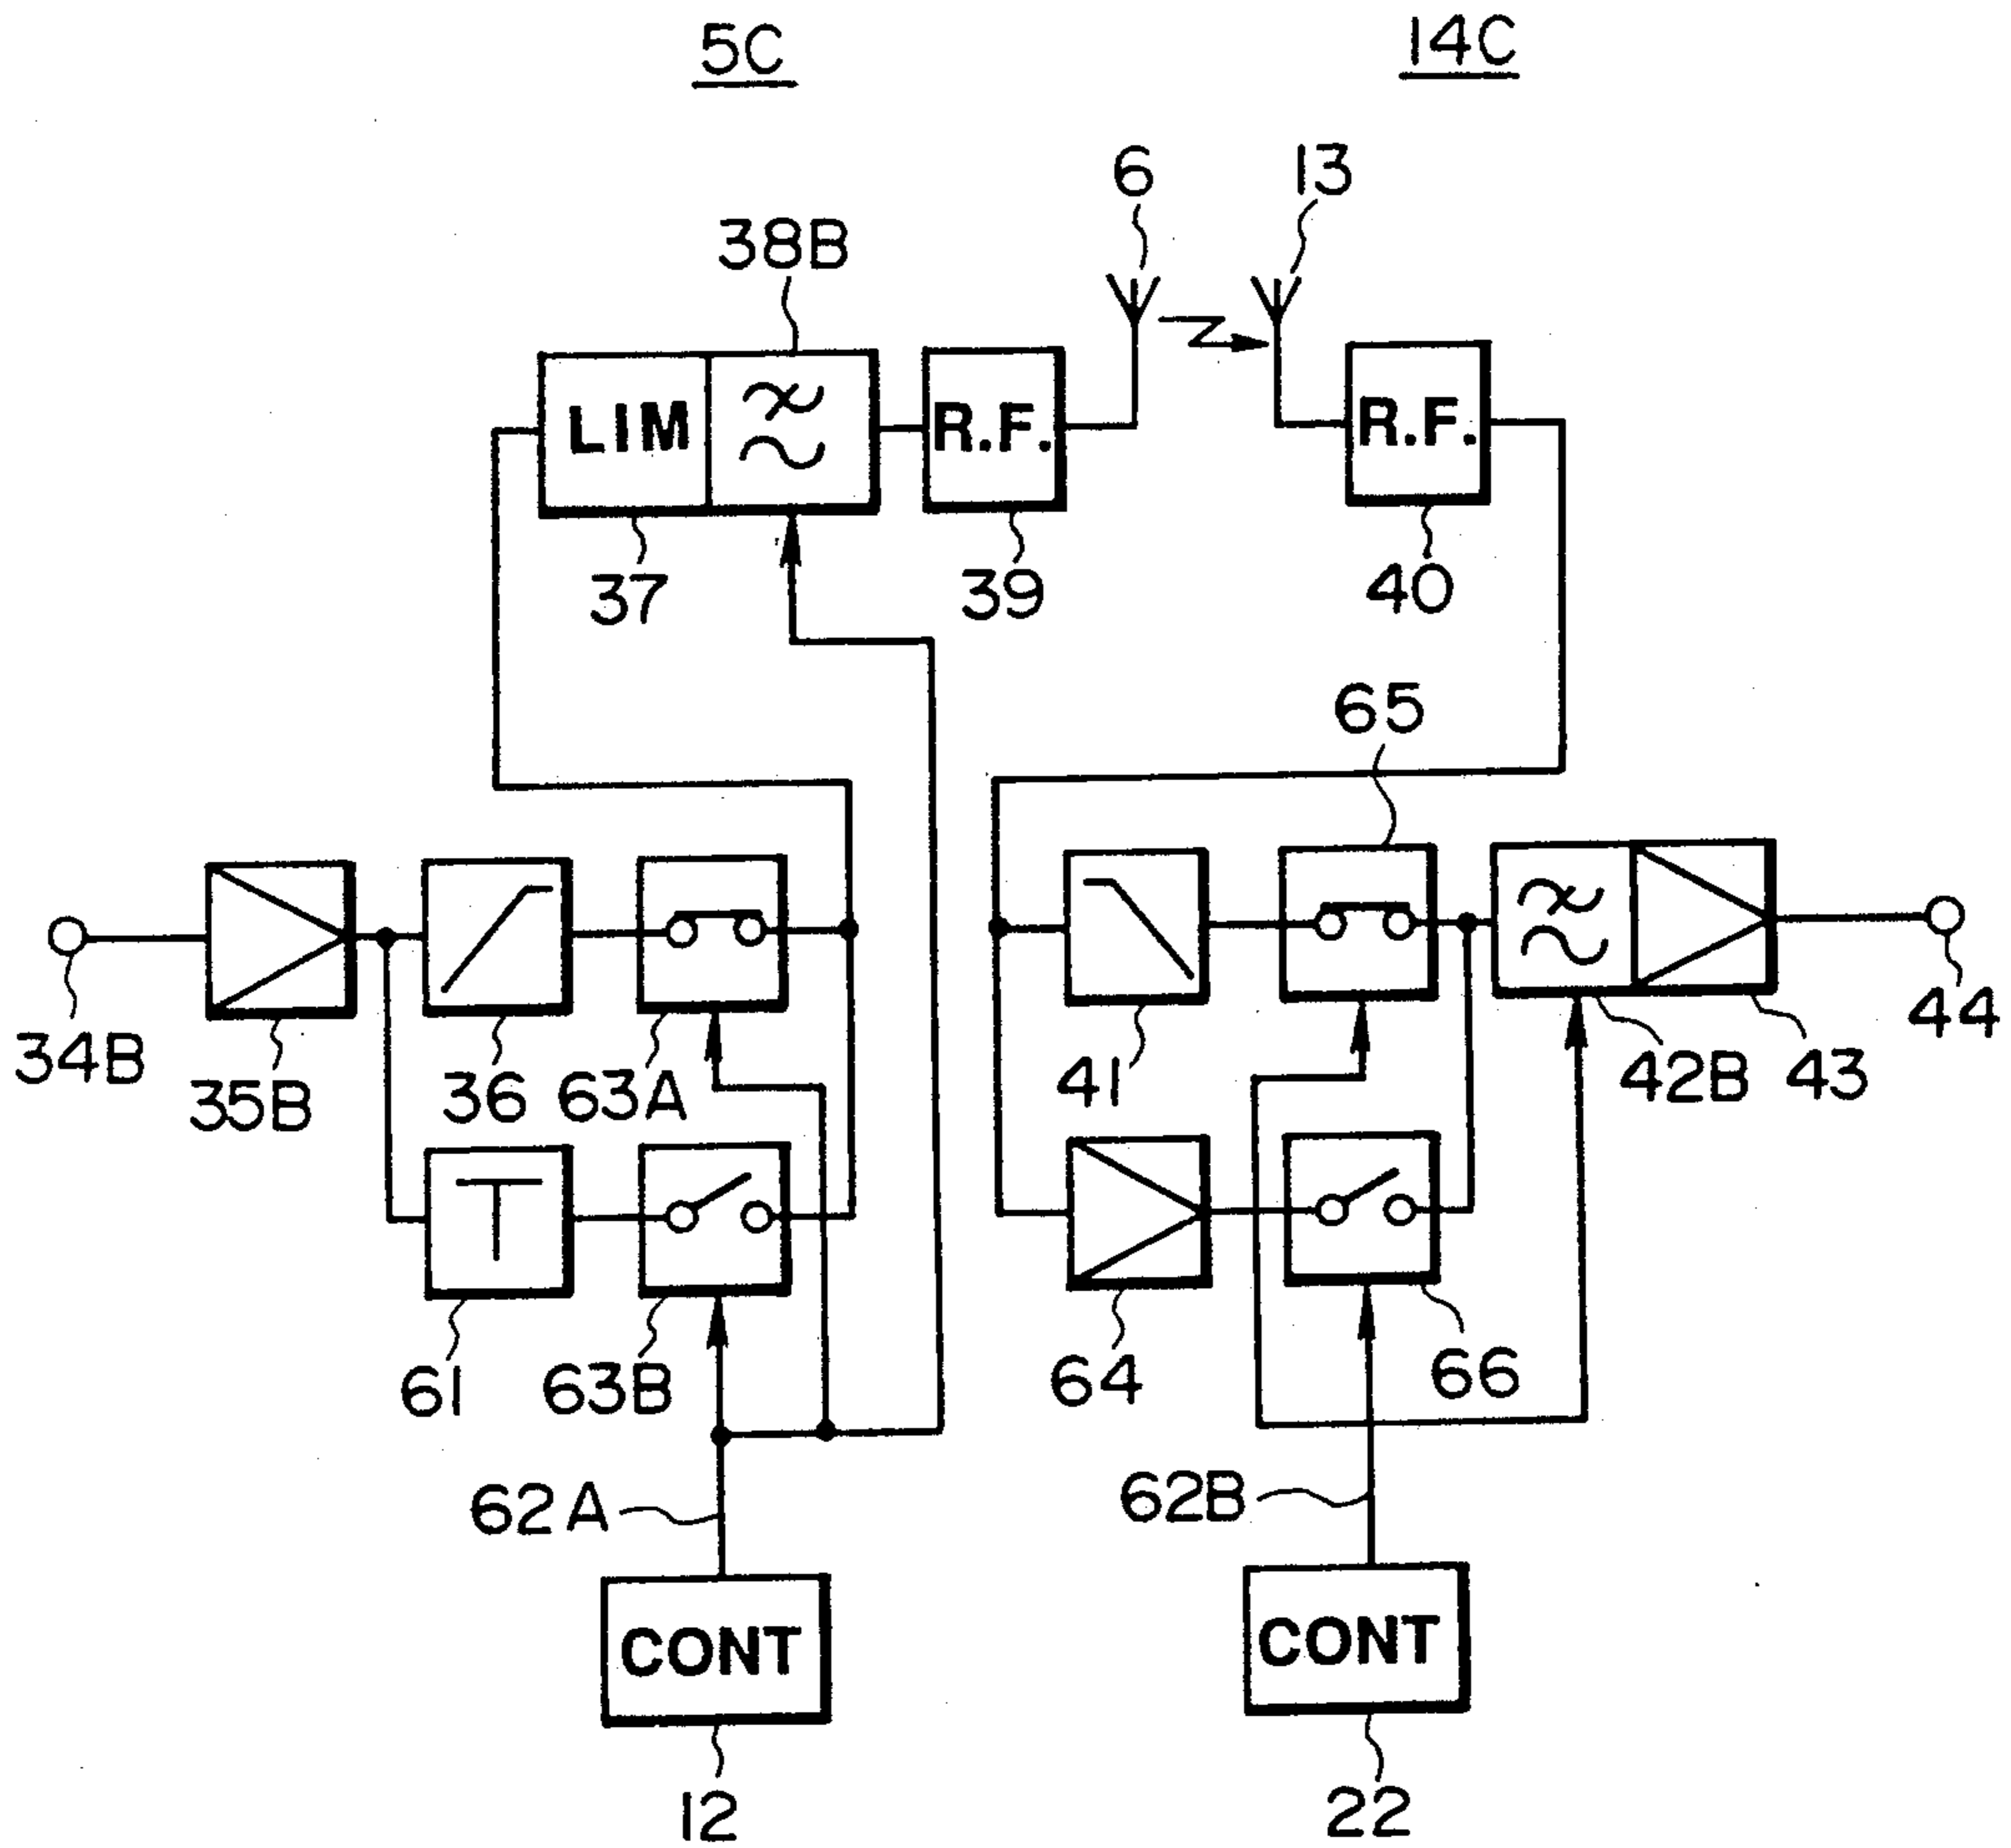 5C 14C
6 13
38B
LIM R.F. R.F.
37 39 40
65
34B 35B 36 63A 41 42B 43 44
T
61 63B 64 66
62A 62B
CONT CONT
12 22